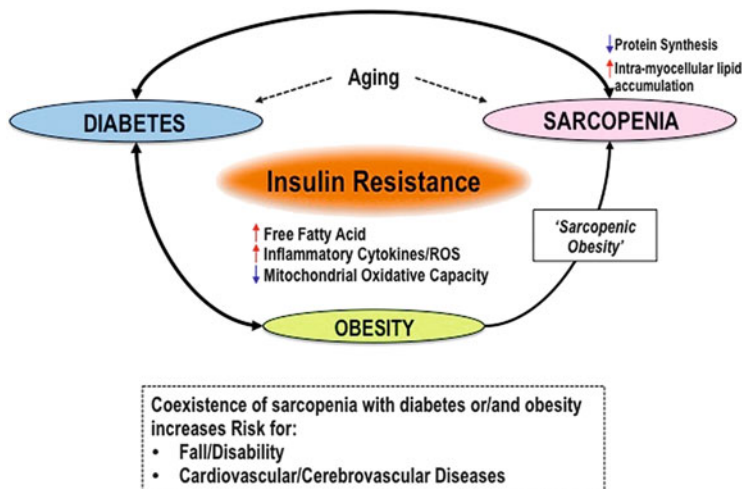 Protein Synthesis
Intra-myocellular lipid
accumulation
Aging
DIABETES
SARCOPENIA
Insulin Resistance
Free Fatty Acid
Inflammatory Cytokines/ROS
Mitochondrial Oxidative Capacity
‘Sarcopenic
Obesity’
OBESITY
Coexistence of sarcopenia with diabetes or/and obesity
increases Risk for:
• Fall/Disability
• Cardiovascular/Cerebrovascular Diseases